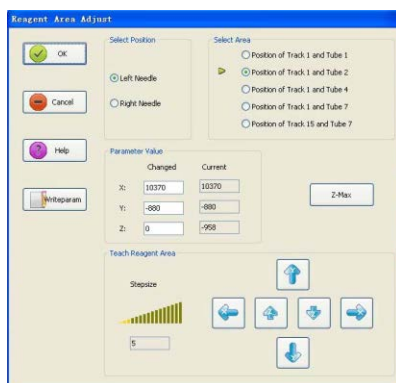 Reagent Area Adjust
OK
Cancel
Help
Writeparam
Select Position
Left Needle
Right Needle
Select Area
Position of Track 1 and Tube 1
Position of Track 1 and Tube 2
Position of Track 1 and Tube 4
Position of Track 1 and Tube 7
Position of Track 15 and Tube 7
Parameter Value
Changed Current
X: 10370 10370
Y: -880 -880
Z: 0 -958
Z-Max
Teach Reagent Area
Stepsize
5